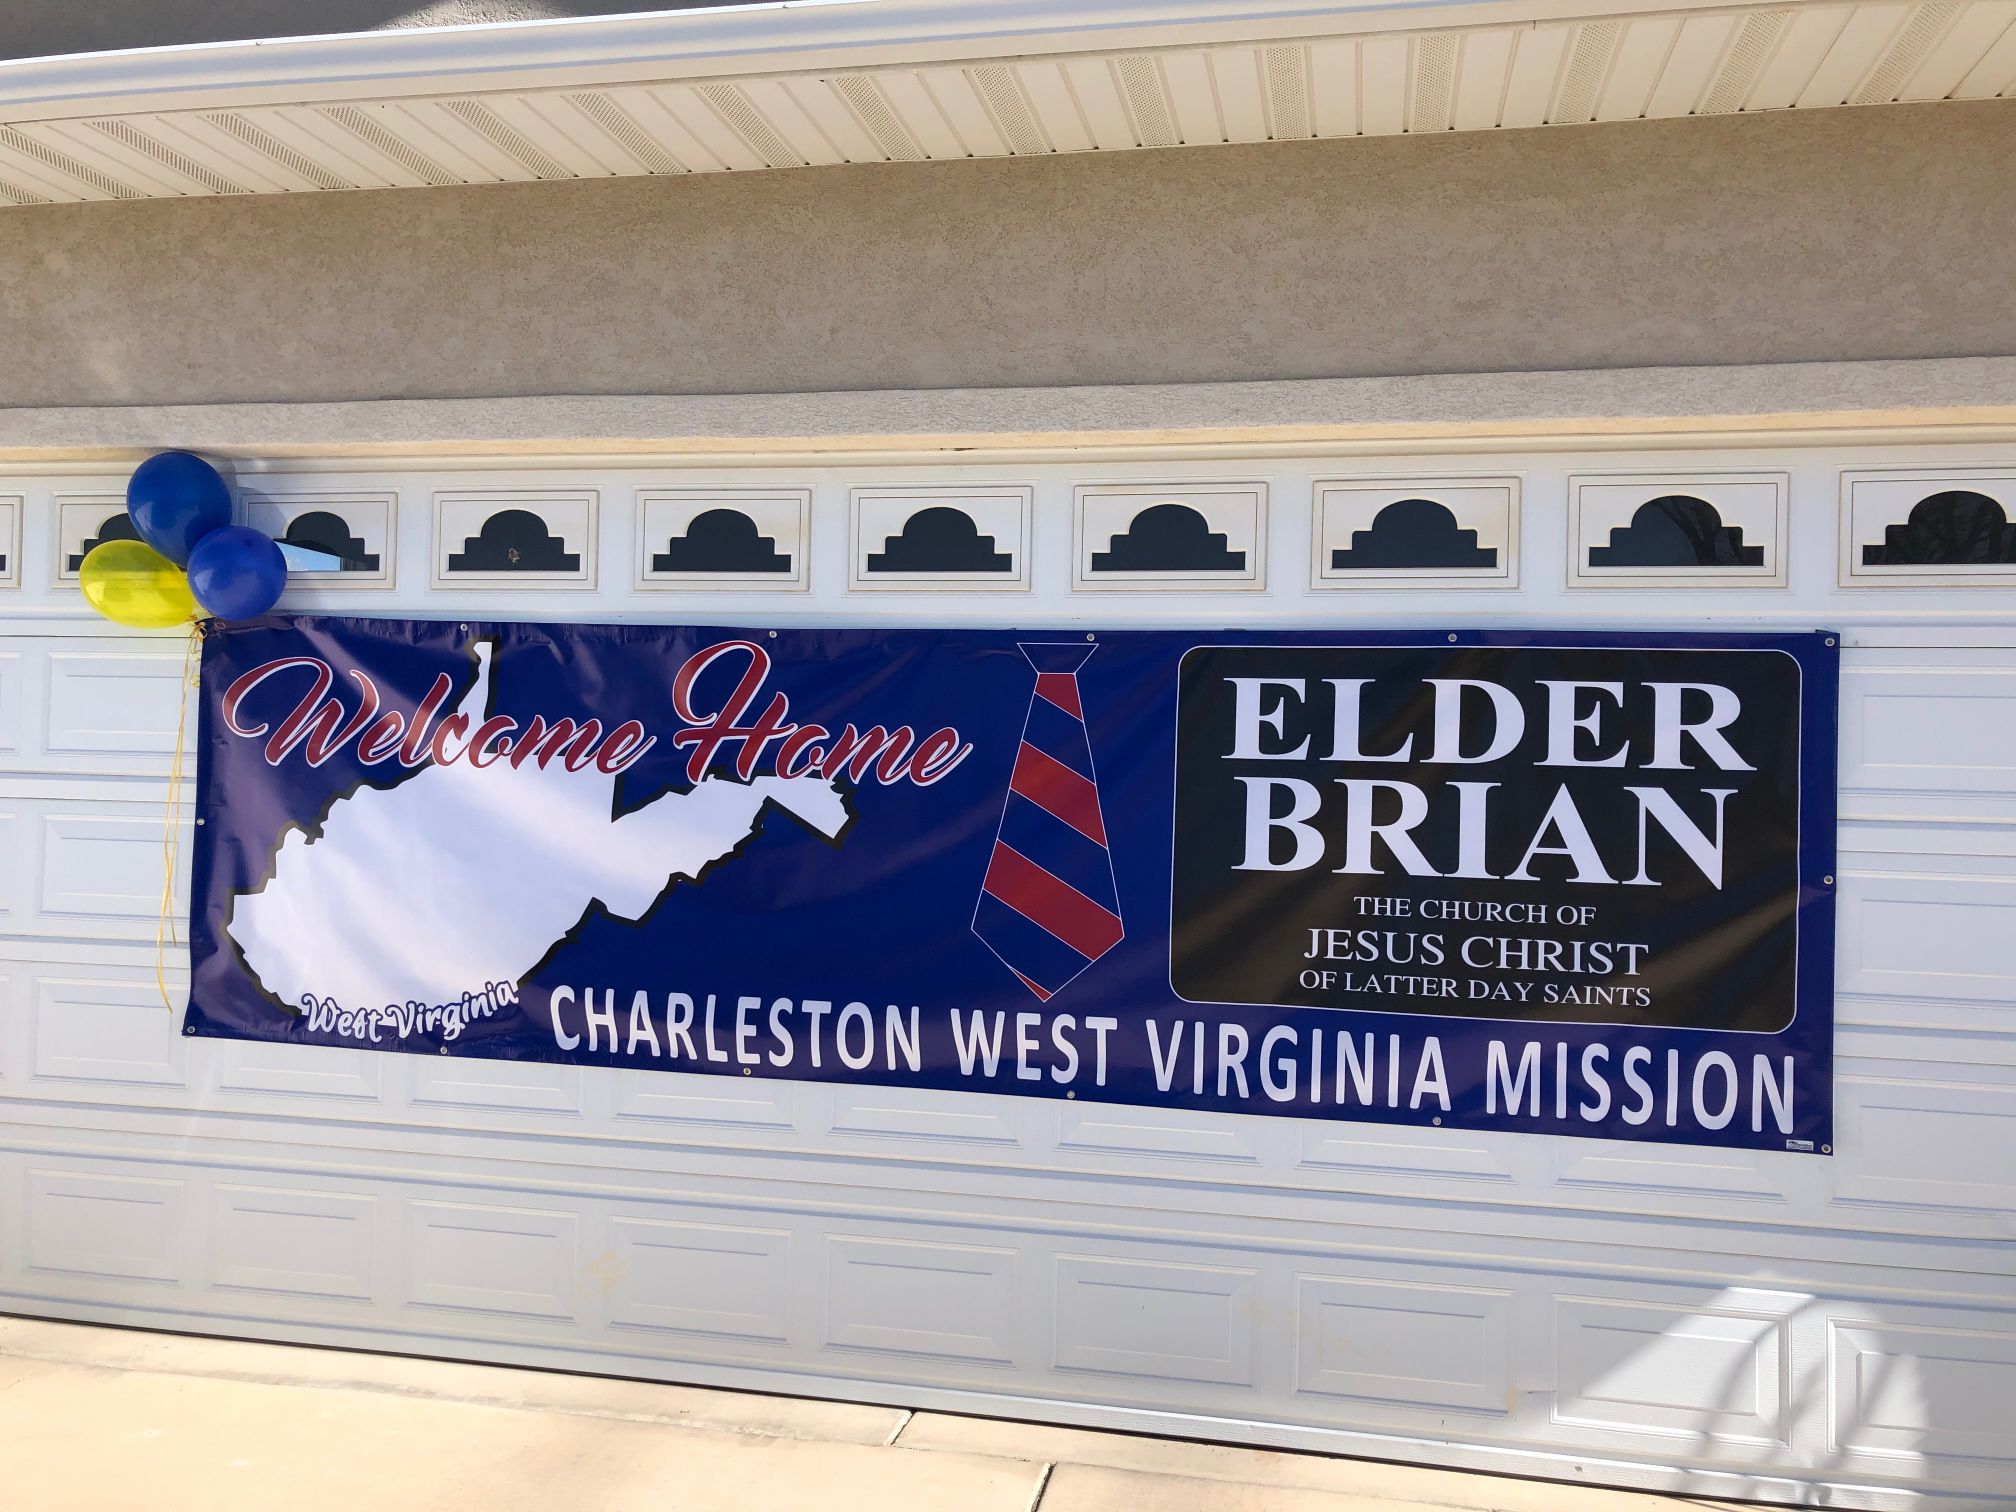 Welcome Home
West Virginia
CHARLESTON WEST VIRGINIA MISSION
ELDER
BRIAN
THE CHURCH OF
JESUS CHRIST
OF LATTER DAY SAINTS